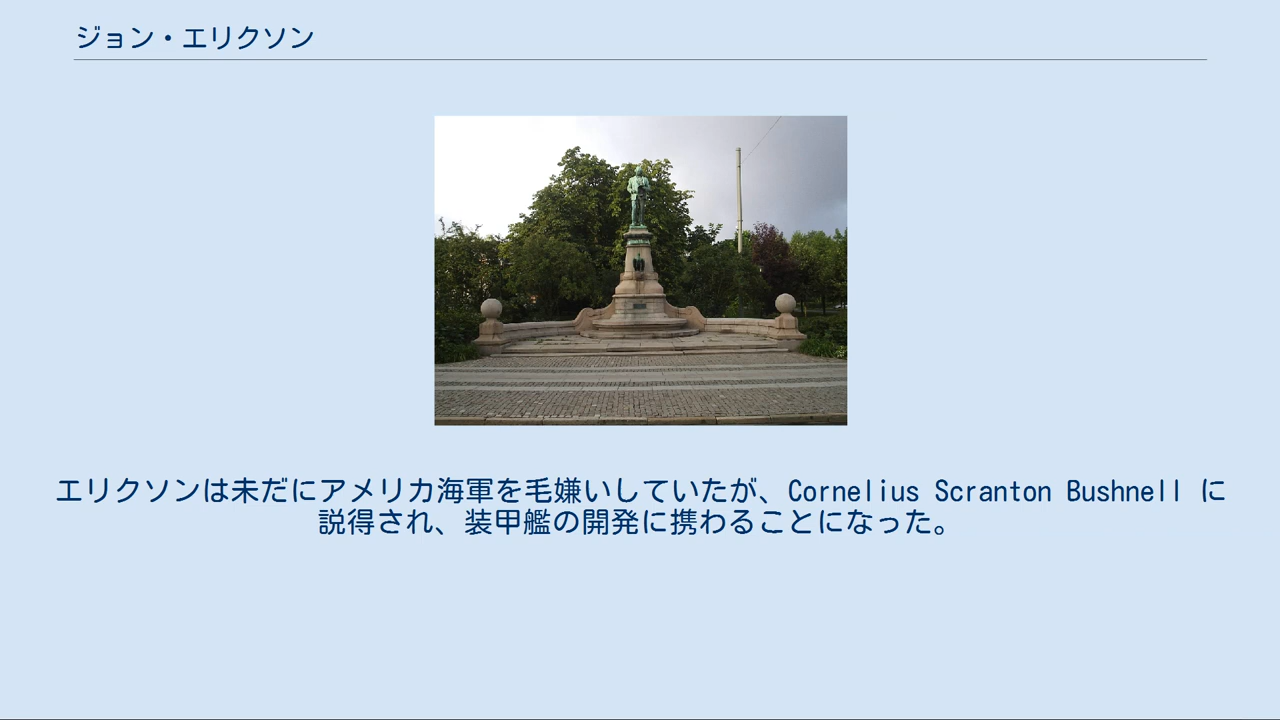 ジョン・エリクソン
エリクソンは未だにアメリカ海軍を毛嫌いしていたが、Cornelius Scranton Bushnell に
説得され、装甲艦の開発に携わることになった。